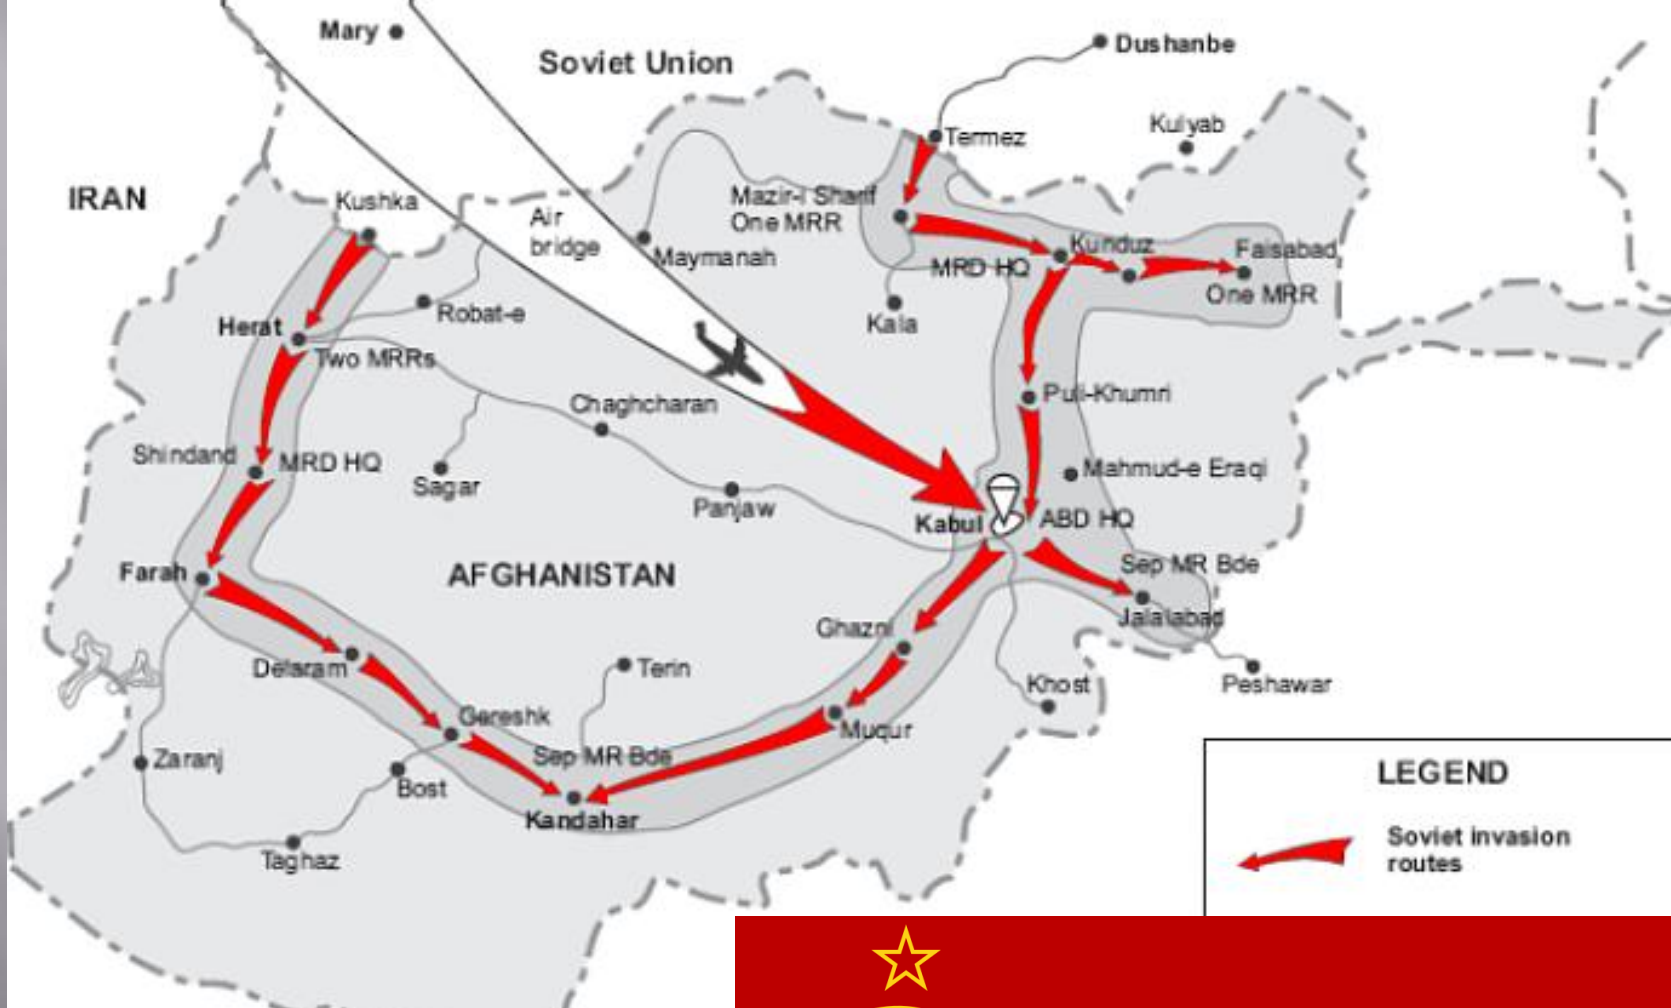 Mary
Soviet Union
Dushanbe
Termez
Kulyab
IRAN
Kushka
Mazir-i Sharif
One MRR
Air
bridge
Maymanah
Kunduz
MRD HQ
Faisabad
One MRR
Robat-e
Herat
Two MRRs
Kala
Puli-Khumri
Chaghcharan
Shindand
MRD HQ
Sagar
Panjaw
Mahmud-e Eraqi
Kabul
ABD HQ
Farah
AFGHANISTAN
Sep MR Bde
Jalalabad
Ghazni
Delaram
Terin
Khost
Peshawar
Gereshk
Muqur
Sep MR Bde
Zaranj
Bost
Kandahar
Taghaz
LEGEND
Soviet invasion
routes